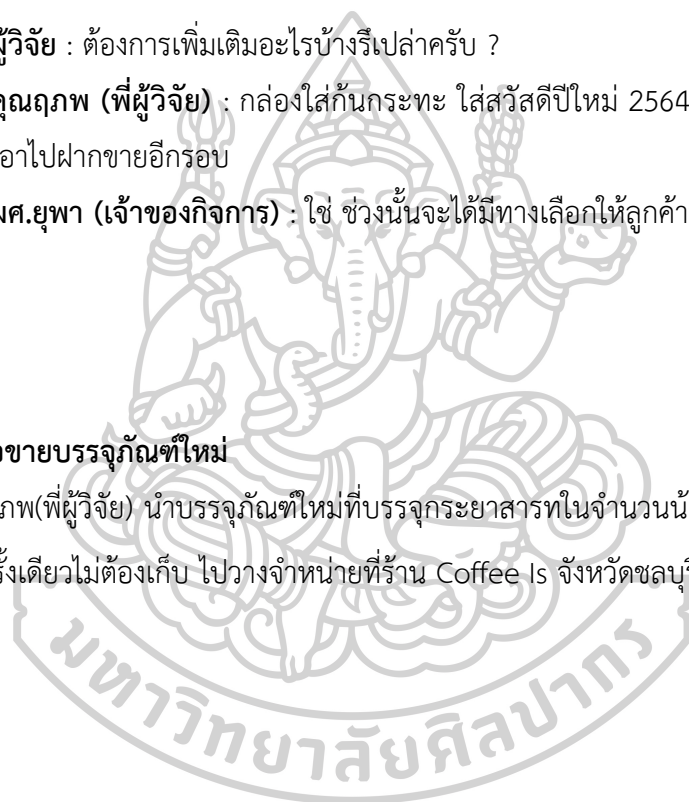 ผู้วิจัย : ต้องการเพิ่มเติมอะไรบ้างรึเปล่าครับ ?
คุณฤภพ (พี่ผู้วิจัย) : กล่องใส่ก้นกระทะ ใส่สวัสดีปีใหม่ 2564
อาไปฝากขายอีกรอบ
ผศ.ยุพา (เจ้าของกิจการ) : ใช่ ช่วงนั้นจะได้มีทางเลือกให้ลูกค้า
ขายบรรจุภัณฑ์ใหม่
ภพ(พี่ผู้วิจัย) นำบรรจุภัณฑ์ใหม่ที่บรรจุกระยาสารทในจำนวนน้
รั้งเดียวไม่ต้องเก็บ ไปวางจำหน่ายที่ร้าน Coffee Is จังหวัดชลบุรี
มหาวิทยาลัยศิลปากร